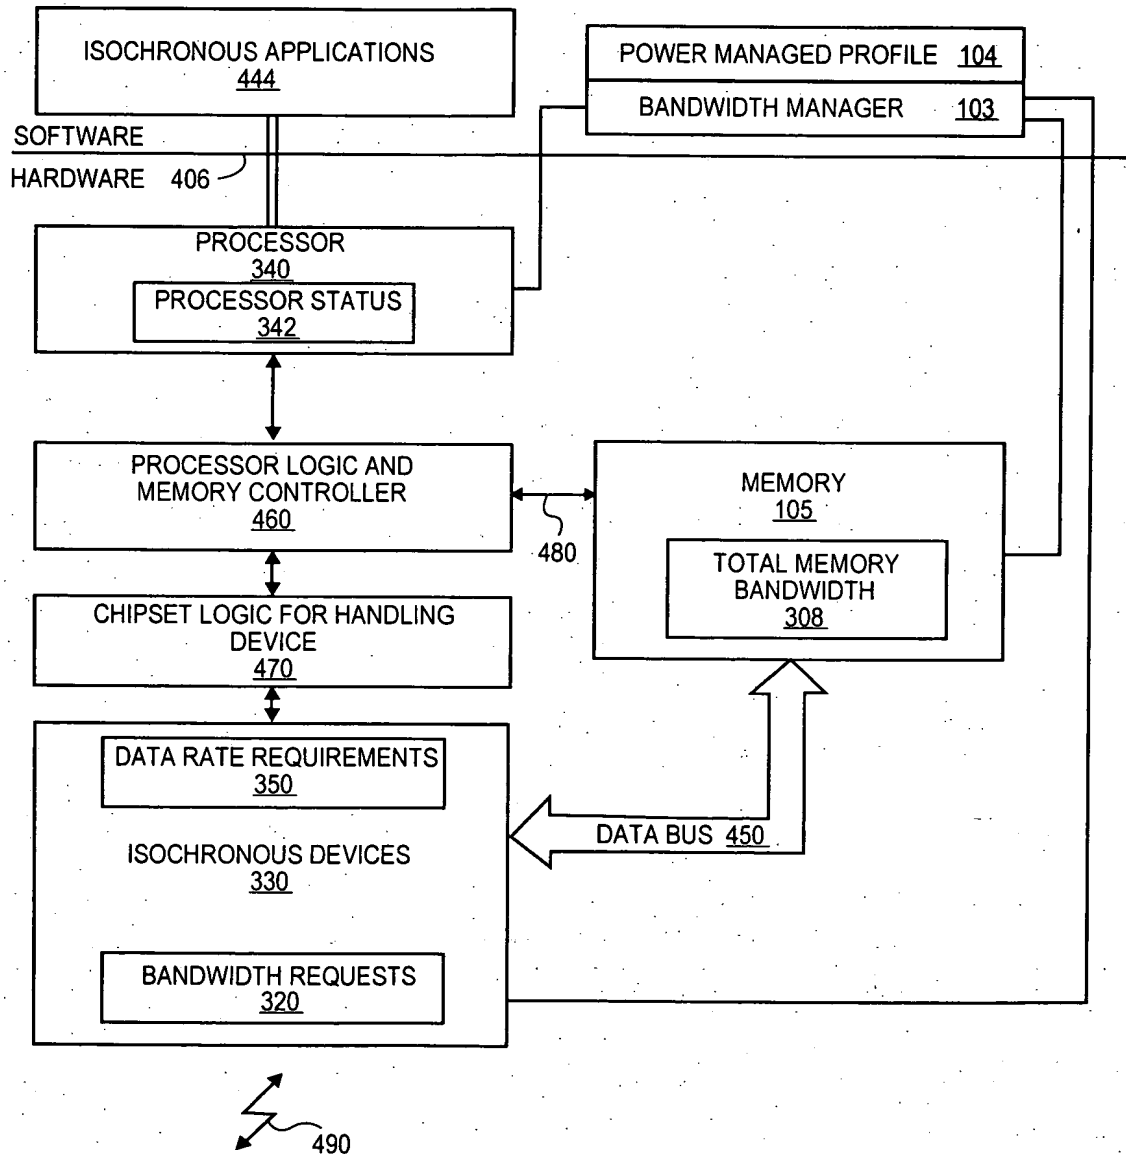 ISOCHRONOUS APPLICATIONS
444
POWER MANAGED PROFILE 104
BANDWIDTH MANAGER 103
SOFTWARE
HARDWARE 406
PROCESSOR
340
PROCESSOR STATUS
342
PROCESSOR LOGIC AND
MEMORY CONTROLLER
460
480
MEMORY
105
TOTAL MEMORY
BANDWIDTH
308
CHIPSET LOGIC FOR HANDLING
DEVICE
470
DATA RATE REQUIREMENTS
350
ISOCHRONOUS DEVICES
330
DATA BUS 450
BANDWIDTH REQUESTS
320
490